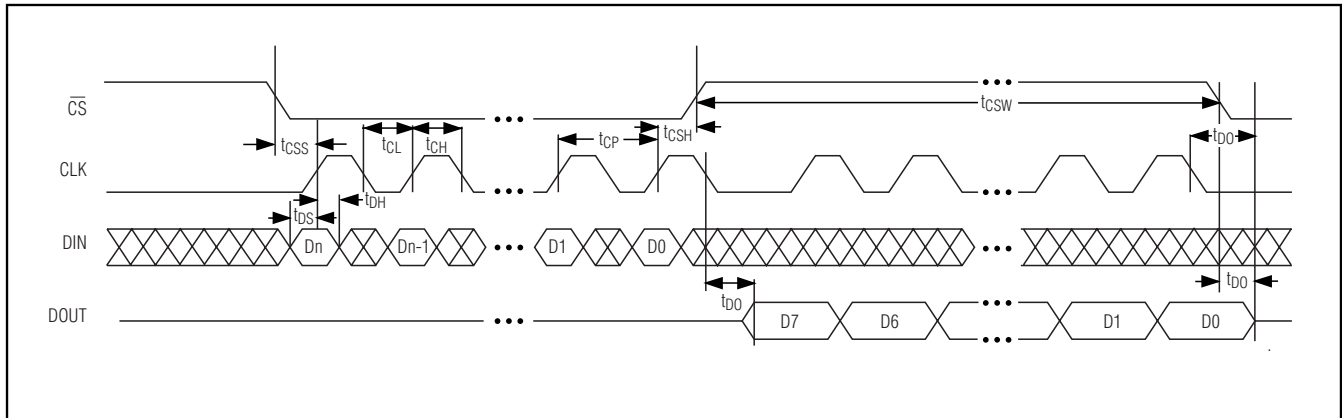 CS
tCSW
tCSS
tCL
tCH
tCP
tCSH
tDO
CLK
tDS
tDH
DIN
Dn
Dn-1
•••
D1
D0
•••
tDO
tDO
DOUT
•••
D7
D6
•••
D1
D0